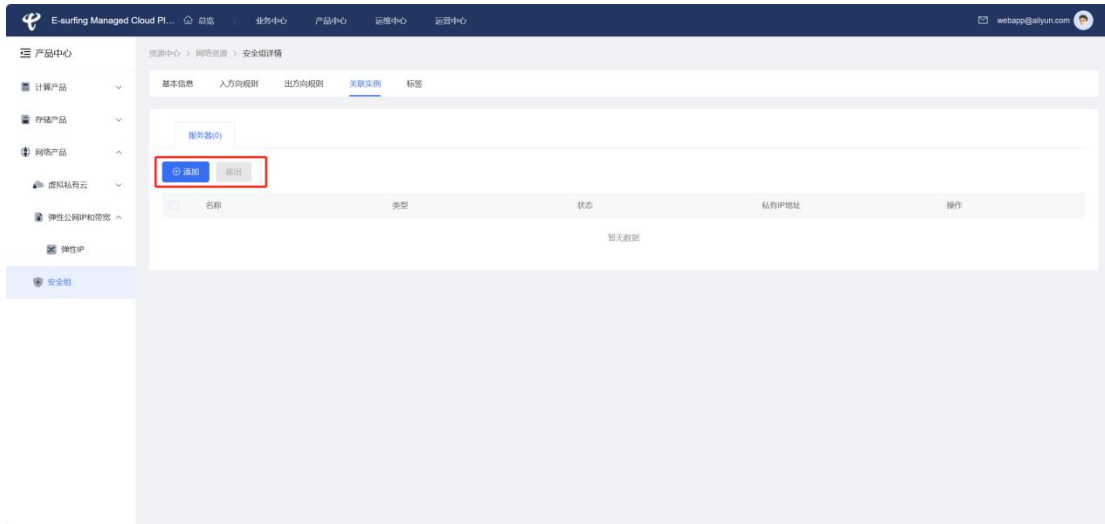 E-surfing Managed Cloud Pl... 总览 业务中心 产品中心 运维中心 运营中心 webapp@aliyun.com
产品中心
资源中心 > 网络资源 > 安全组详情
计算产品
基本信息 入方向规则 出方向规则 关联实例 标签
存储产品
服务器(0)
网络产品
添加 移出
虚拟私有云
名称 类型 状态 私有IP地址 操作
弹性公网IP和带宽
暂无数据
弹性IP
安全组